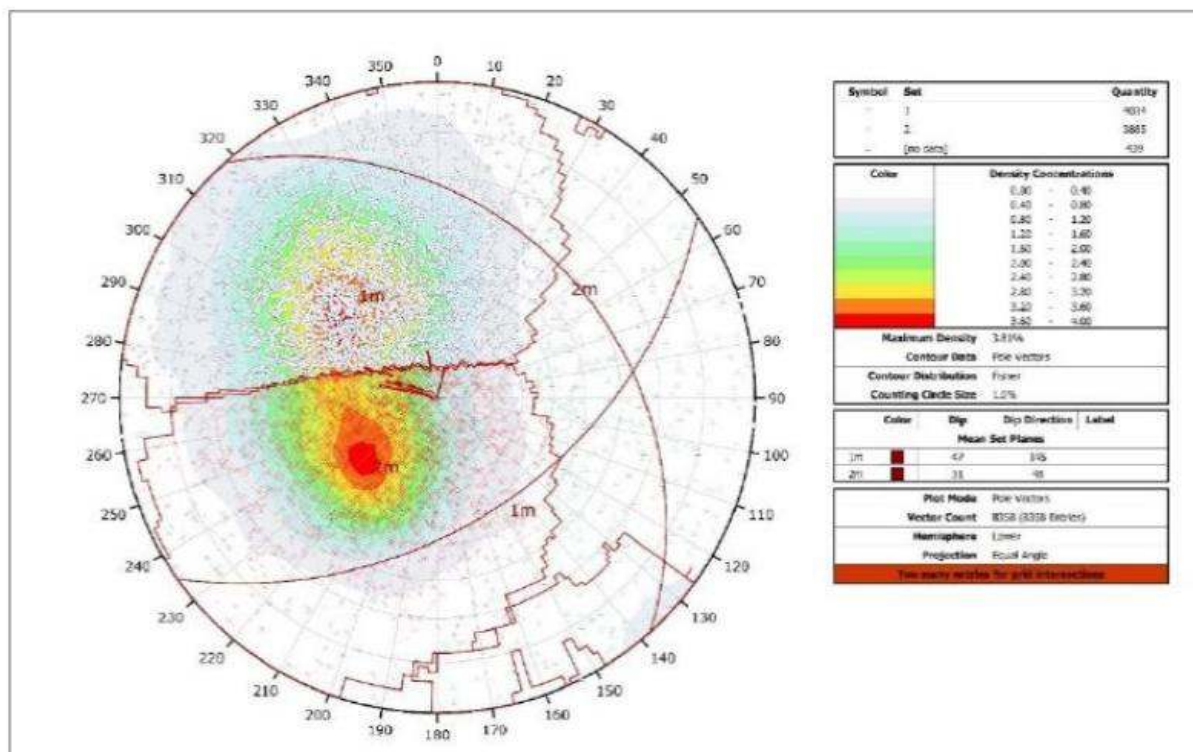 0
10
20
30
40
50
60
70
80
90
100
110
120
130
140
150
160
170
180
190
200
210
220
230
240
250
260
270
280
290
300
310
320
330
340
350
1m
2m
2m
1m
Symbol Set Quantity
1
2
[no data]
Color Density Concentrations
0.40 - 0.80
0.80 - 1.20
1.20 - 1.60
1.60 - 2.00
2.00 - 2.40
2.40 - 2.80
2.80 - 3.20
3.20 - 3.60
3.60 - 4.00
Maximum Density
Contour Data Pole Vectors
Contour Distribution Fisher
Counting Circle Size 1.0%
Color Dip Dip Direction Label
Mean Set Planes
1m 47
2m 31
Plot Mode Pole Vectors
Vector Count 8358 (8358 Entries)
Hemisphere Lower
Projection Equal Angle
Too many entries for grid intersections